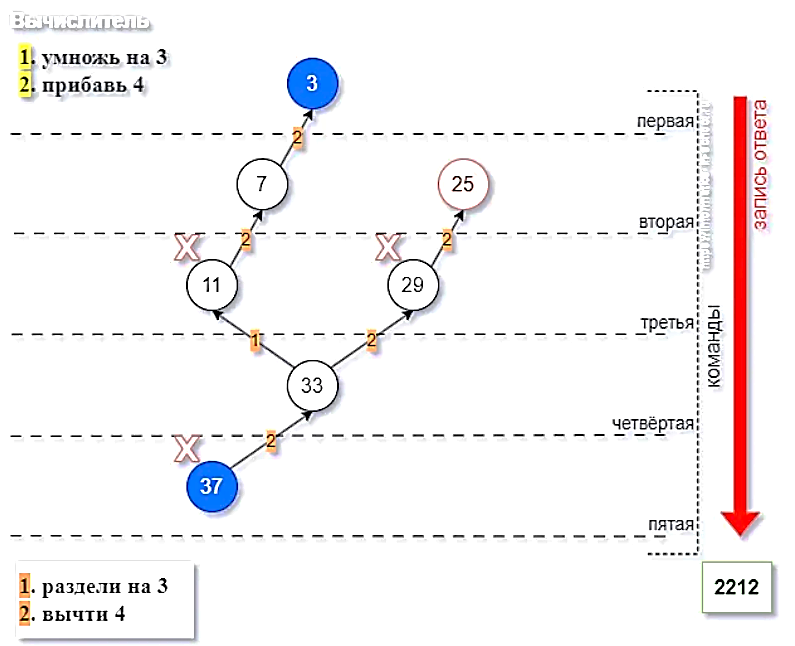 Вычислитель
1. умножь на 3
2. прибавь 4
3
первая
2
7
25
вторая
X
2
X
2
11
29
третья
1
2
33
четвёртая
X
2
37
пятая
команды
запись ответа
1. раздели на 3
2. вычти 4
2212